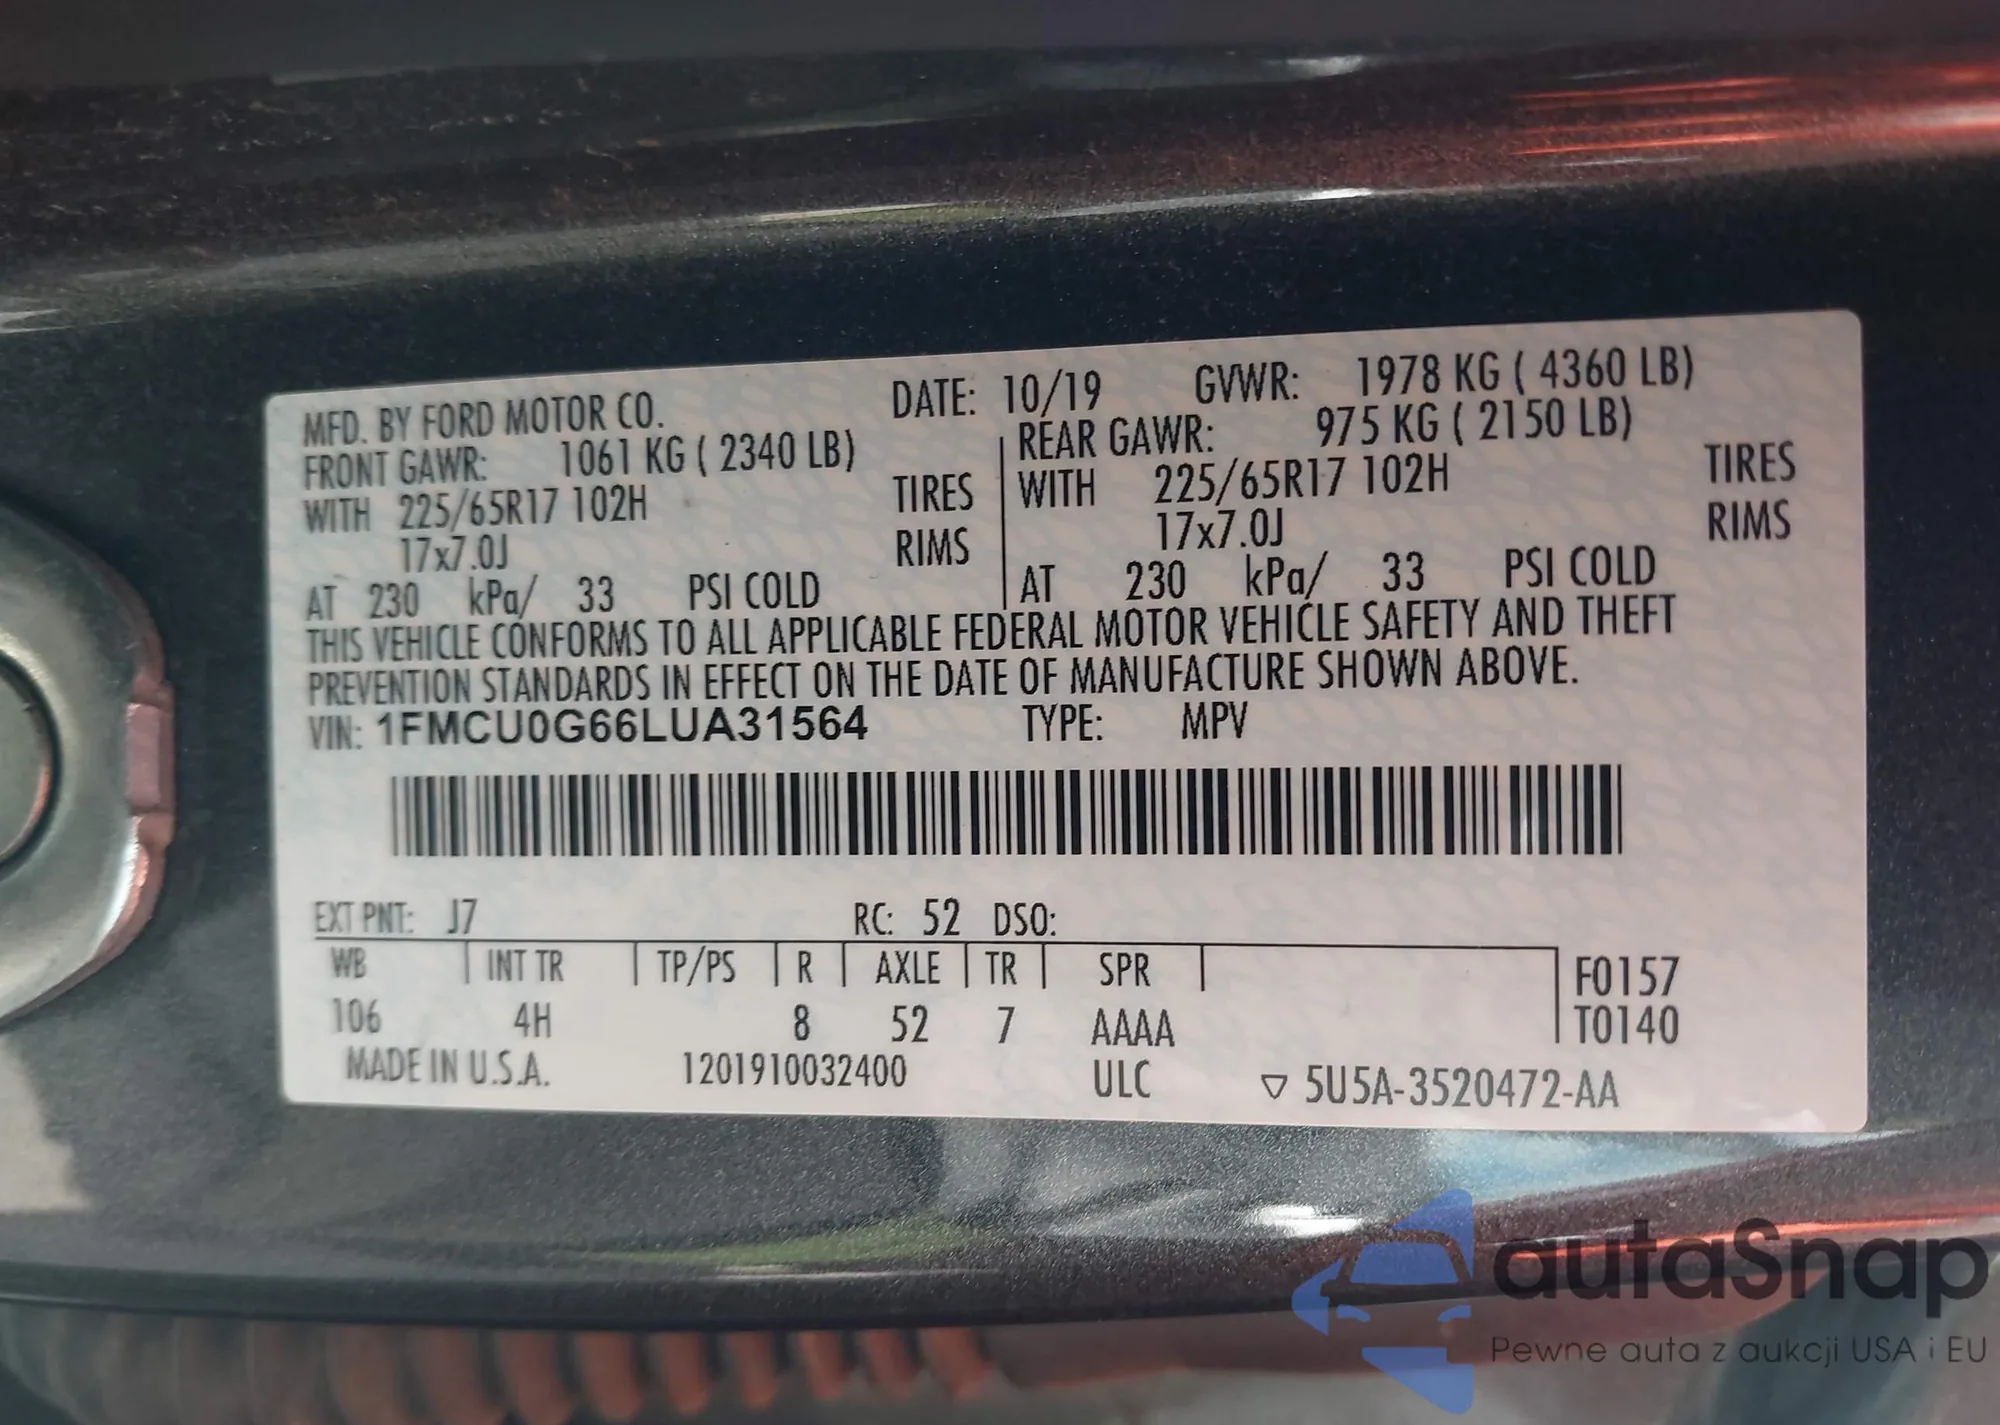 MFD. BY FORD MOTOR CO. DATE: 10/19 GVWR: 1978 KG ( 4360 LB)
FRONT GAWR: 1061 KG ( 2340 LB) REAR GAWR: 975 KG ( 2150 LB)
WITH 225/65R17 102H TIRES WITH 225/65R17 102H TIRES
17x7.0J RIMS 17x7.0J RIMS
AT 230 kPa/ 33 PSI COLD AT 230 kPa/ 33 PSI COLD
THIS VEHICLE CONFORMS TO ALL APPLICABLE FEDERAL MOTOR VEHICLE SAFETY AND THEFT
PREVENTION STANDARDS IN EFFECT ON THE DATE OF MANUFACTURE SHOWN ABOVE.
VIN: 1FMCU0G66LUA31564 TYPE: MPV
EXT PNT: J7 RC: 52 DSO:
WB INT TR TP/PS R AXLE TR SPR F0157
106 4H 8 52 7 AAAA T0140
MADE IN U.S.A. 1201910032400 ULC ▽ 5U5A-3520472-AA
autaSnap
Pewne auta z aukcji USA i EU